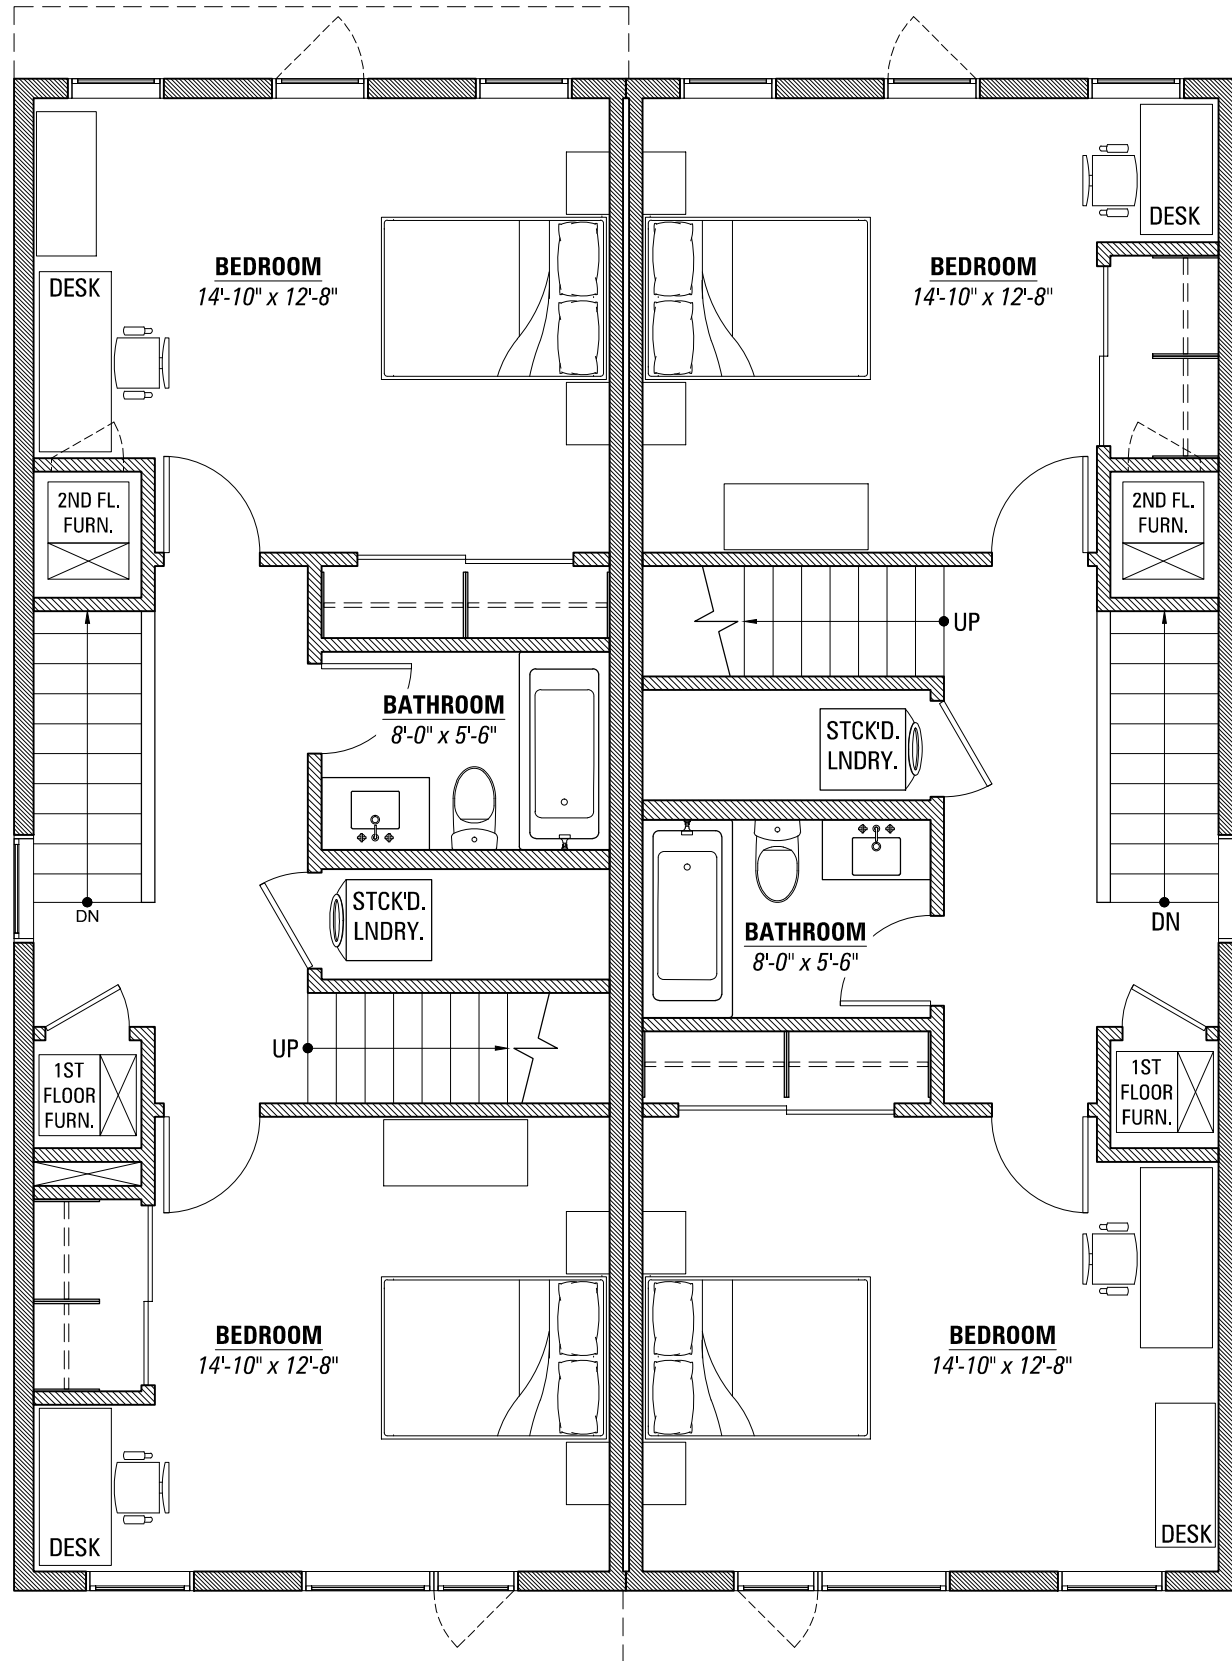 DESK
BEDROOM
14'-10" x 12'-8"
BEDROOM
14'-10" x 12'-8"
DESK
2ND FL.
FURN.
2ND FL.
FURN.
UP
BATHROOM
8'-0" x 5'-6"
STCK'D.
LNDRY.
DN
STCK'D.
LNDRY.
BATHROOM
8'-0" x 5'-6"
DN
UP
1ST
FLOOR
FURN.
1ST
FLOOR
FURN.
BEDROOM
14'-10" x 12'-8"
BEDROOM
14'-10" x 12'-8"
DESK
DESK